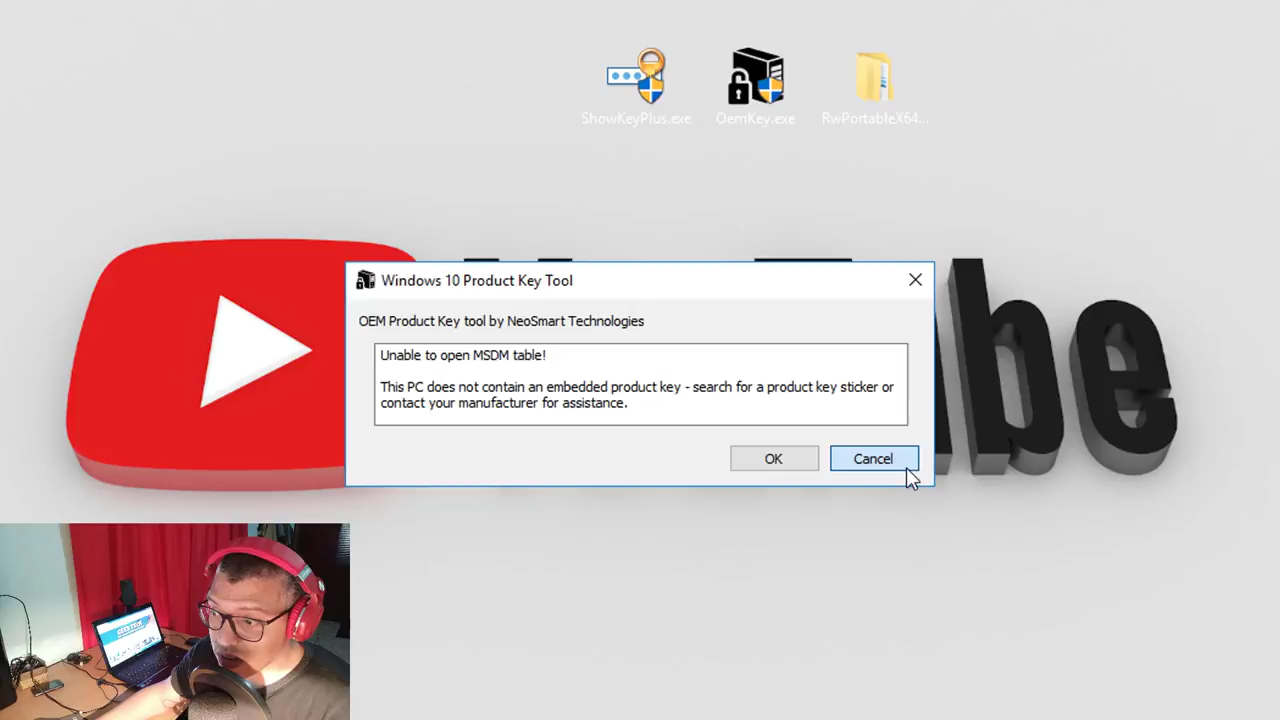 ShowKeyPlus.exe
OemKey.exe
RwPortableX64...
Windows 10 Product Key Tool
OEM Product Key tool by NeoSmart Technologies
Unable to open MSDM table!
This PC does not contain an embedded product key - search for a product key sticker or
contact your manufacturer for assistance.
OK
Cancel
be